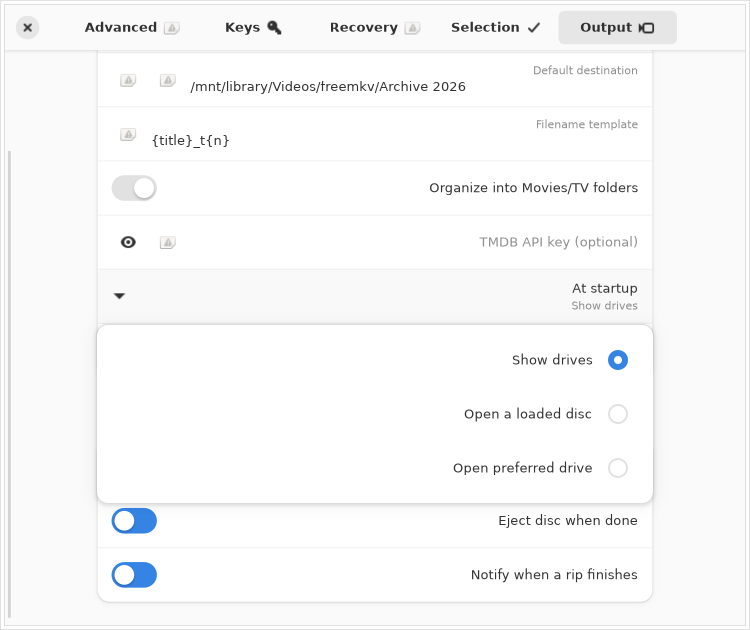 Advanced
Keys
Recovery
Selection
Output
Default destination
/mnt/library/Videos/freemkv/Archive 2026
Filename template
{title}_t{n}
Organize into Movies/TV folders
TMDB API key (optional)
At startup
Show drives
Show drives
Open a loaded disc
Open preferred drive
Eject disc when done
Notify when a rip finishes